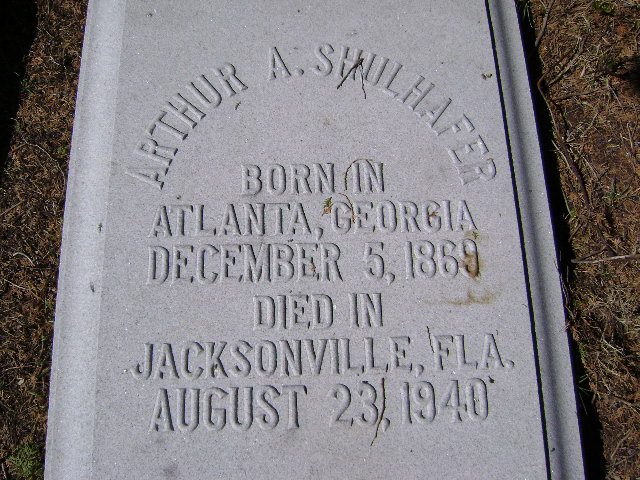 ARTHUR A. SHULHAFER
BORN IN
ATLANTA, GEORGIA
DECEMBER 5, 1869
DIED IN
JACKSONVILLE, FLA.
AUGUST 23, 1940